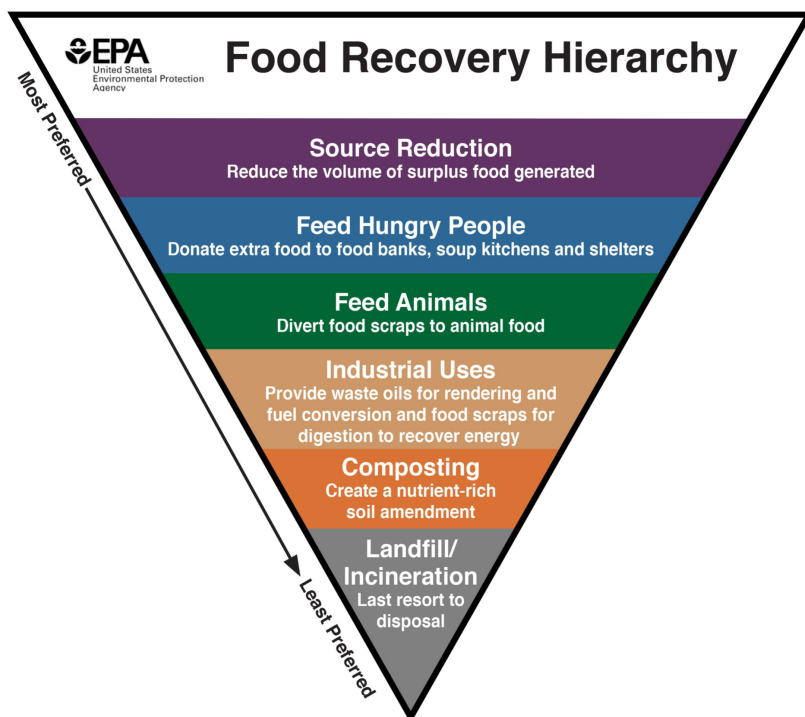 EPA
United States
Environmental Protection
Agency
Food Recovery Hierarchy
Most Preferred
Source Reduction
Reduce the volume of surplus food generated
Feed Hungry People
Donate extra food to food banks, soup kitchens and shelters
Feed Animals
Divert food scraps to animal food
Industrial Uses
Provide waste oils for rendering and
fuel conversion and food scraps for
digestion to recover energy
Composting
Create a nutrient-rich
soil amendment
Landfill/
Incineration
Last resort to
disposal
Least Preferred